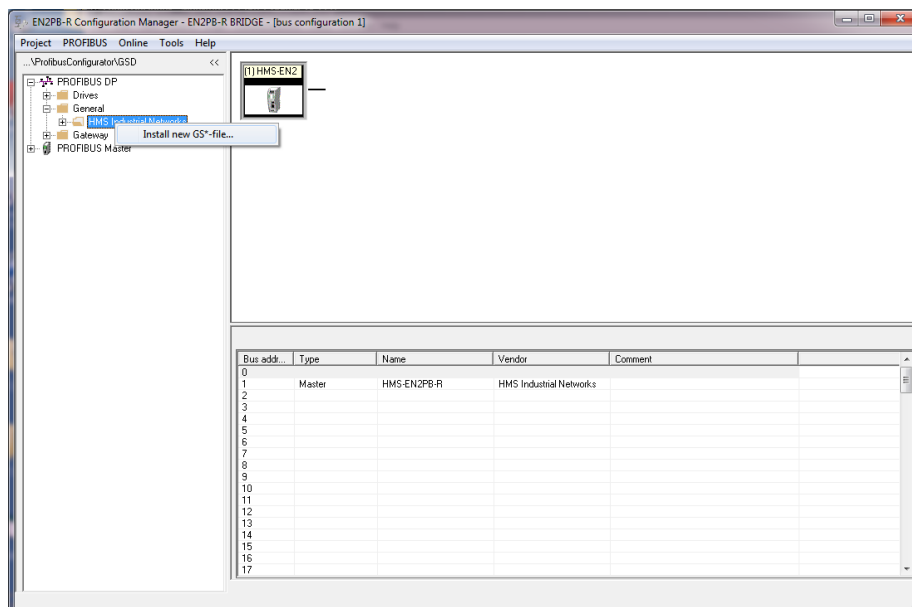 EN2PB-R Configuration Manager - EN2PB-R BRIDGE - [bus configuration 1]
Project PROFIBUS Online Tools Help
...\ProfibusConfigurator\GSD <<
PROFIBUS DP
Drives
General
HMS Industrial Networks
Install new GS*-file...
Gateway
PROFIBUS Master
(1) HMS-EN2
Bus addr... Type Name Vendor Comment
0
1 Master HMS-EN2PB-R HMS Industrial Networks
2
3
4
5
6
7
8
9
10
11
12
13
14
15
16
17